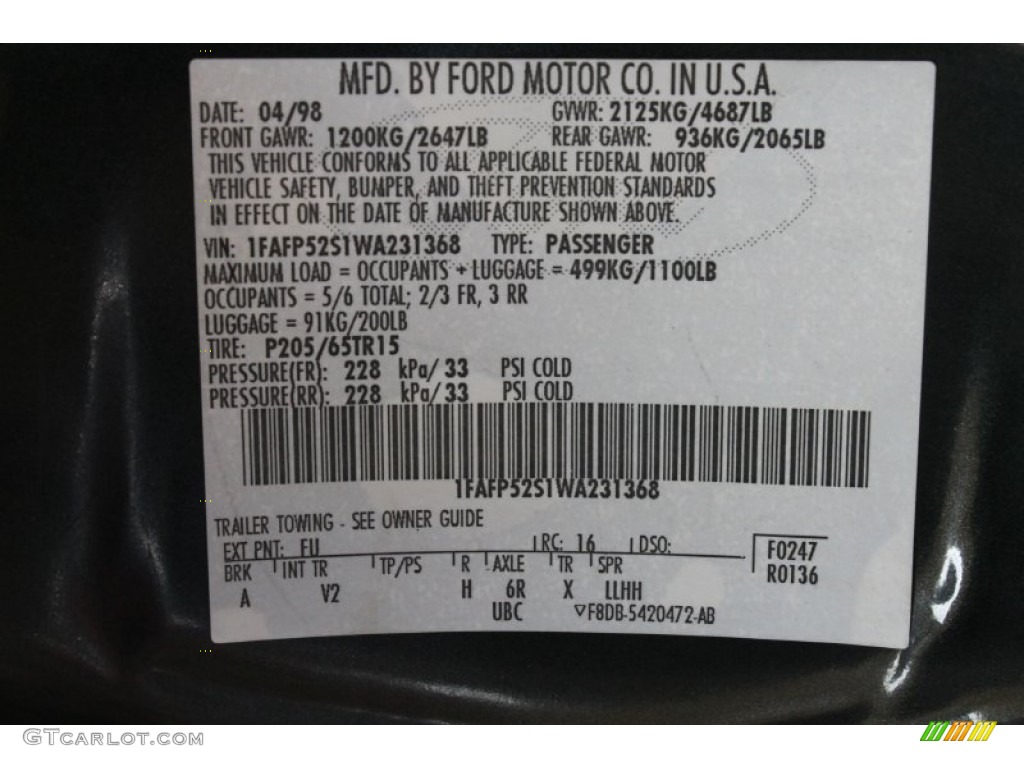 MFD. BY FORD MOTOR CO. IN U.S.A.
DATE: 04/98 GVWR: 2125KG/4687LB
FRONT GAWR: 1200KG/2647LB REAR GAWR: 936KG/2065LB
THIS VEHICLE CONFORMS TO ALL APPLICABLE FEDERAL MOTOR
VEHICLE SAFETY, BUMPER, AND THEFT PREVENTION STANDARDS
IN EFFECT ON THE DATE OF MANUFACTURE SHOWN ABOVE.
VIN: 1FAFP52S1WA231368 TYPE: PASSENGER
MAXIMUM LOAD = OCCUPANTS + LUGGAGE = 499KG/1100LB
OCCUPANTS = 5/6 TOTAL; 2/3 FR, 3 RR
LUGGAGE = 91KG/200LB
TIRE: P205/65TR15
PRESSURE(FR): 228 kPa/ 33 PSI COLD
PRESSURE(RR): 228 kPa/ 33 PSI COLD
1FAFP52S1WA231368
TRAILER TOWING - SEE OWNER GUIDE
EXT PNT: FU RC: 16 DSO: F0247
BRK INT TR TP/PS R AXLE TR SPR R0136
A V2 H 6R X LLHH
UBC ▽F8DB-5420472-AB
GTCarLot.com